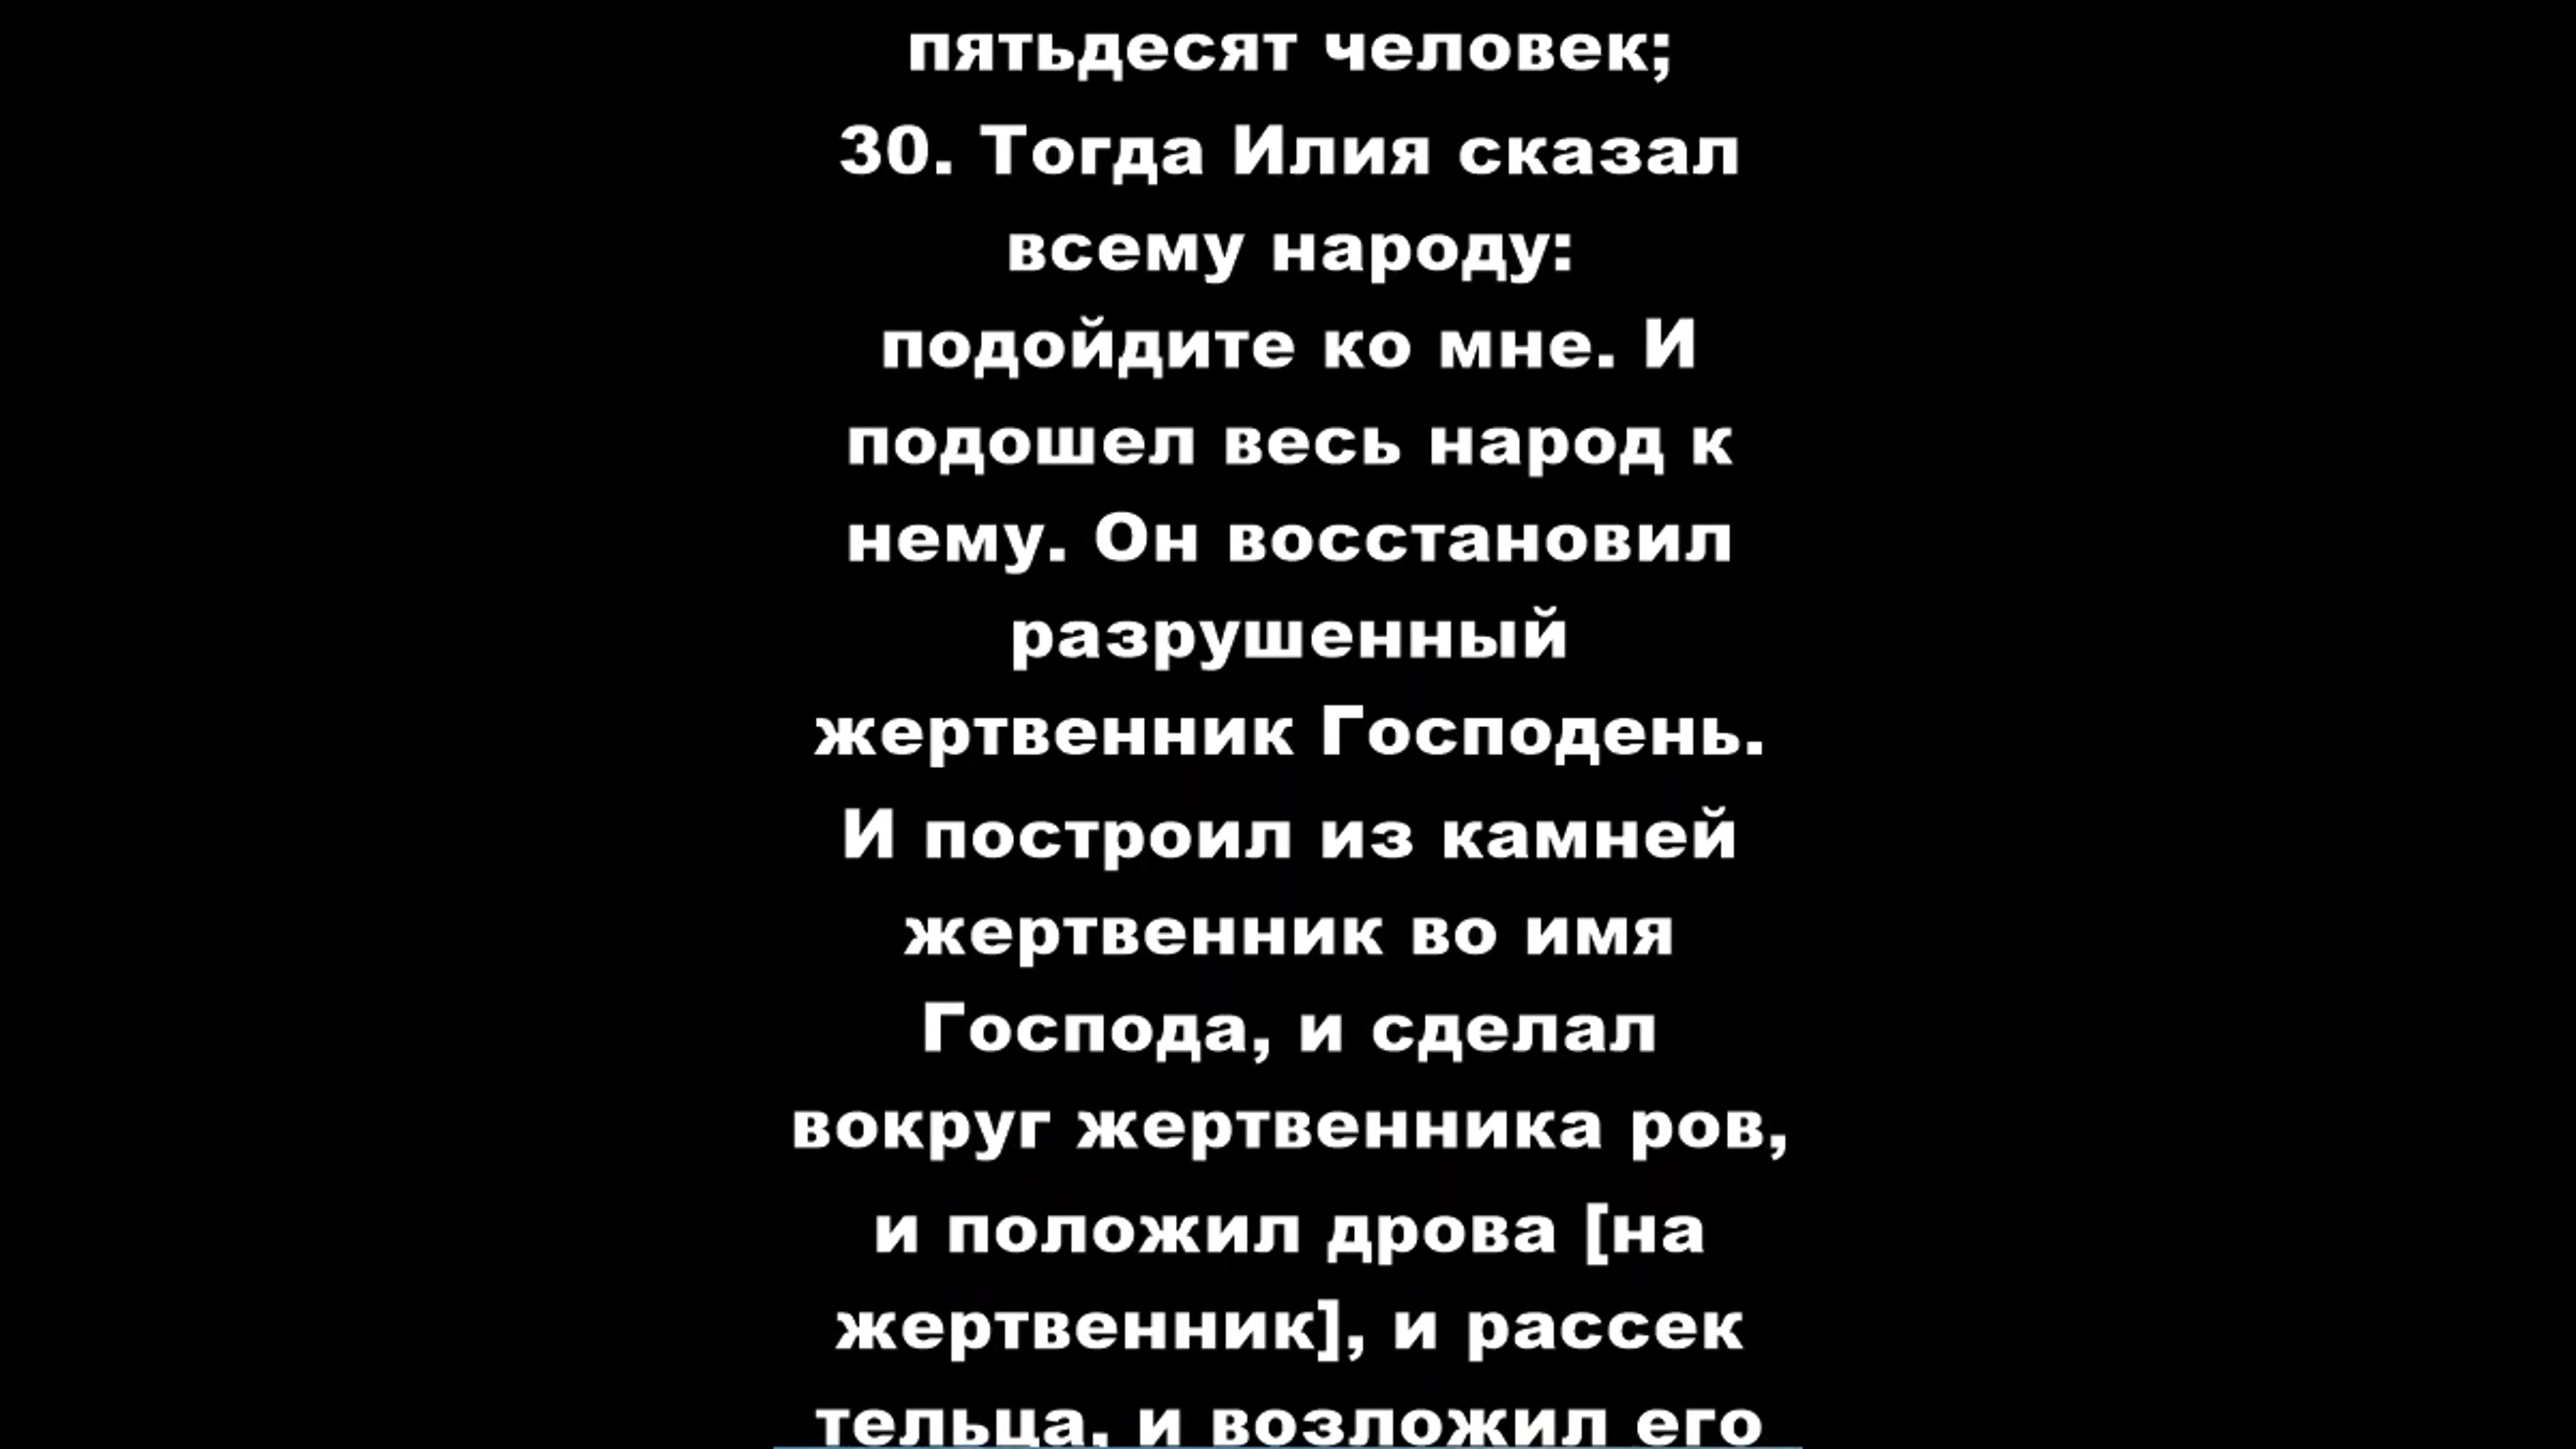 пятьдесят человек;
30. Тогда Илия сказал
всему народу:
подойдите ко мне. И
подошел весь народ к
нему. Он восстановил
разрушенный
жертвенник Господень.
И построил из камней
жертвенник во имя
Господа, и сделал
вокруг жертвенника ров,
и положил дрова [на
жертвенник], и рассек
тельца, и возложил его